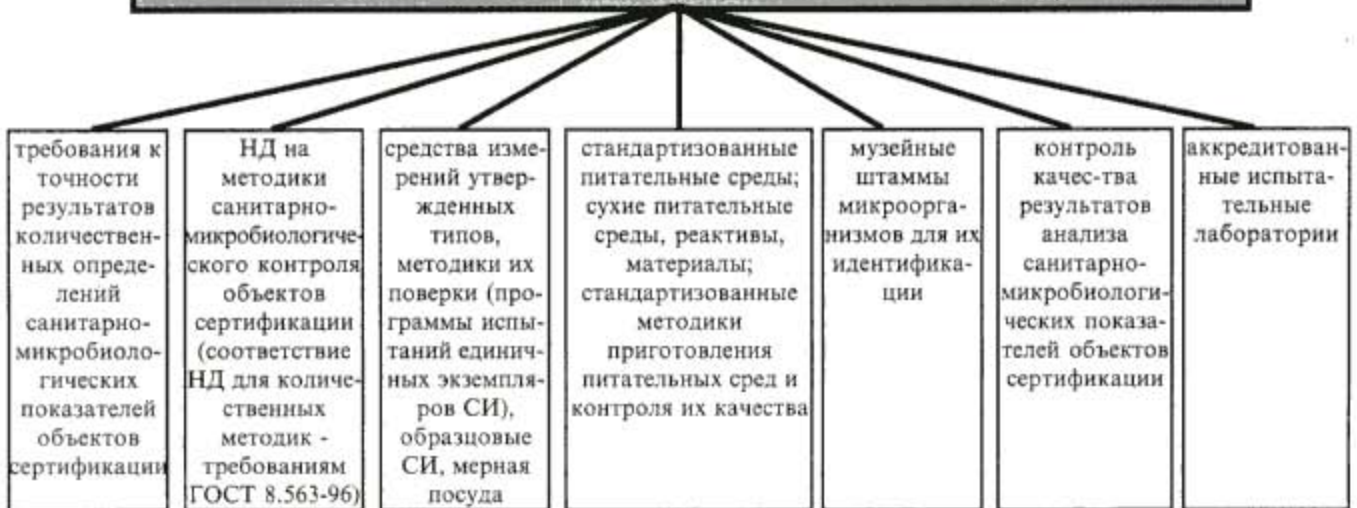 требования к
точности
результатов
количествен-
ных опреде-
лений
санитарно-
микробиоло-
гических
показателей
объектов
сертификации
НД на
методики
санитарно-
микробиологиче-
ского контроля
объектов
сертификации
(соответствие
НД для количе-
ственных
методик -
требованиям
ГОСТ 8.563-96)
средства изме-
рений утвер-
жденных
типов,
методики их
поверки (про-
граммы испы-
таний единич-
ных экземпля-
ров СИ),
образцовые
СИ, мерная
посуда
стандартизованные
питательные среды;
сухие питательные
среды, реактивы,
материалы;
стандартизованные
методики
приготовления
питательных сред и
контроля их качества
музейные
штаммы
микроорга-
низмов для их
идентифика-
ции
контроль
качес-тва
результатов
анализа
санитарно-
микробиологи-
ческих показа-
телей объектов
сертификации
аккредитован-
ные испыта-
тельные
лаборатории